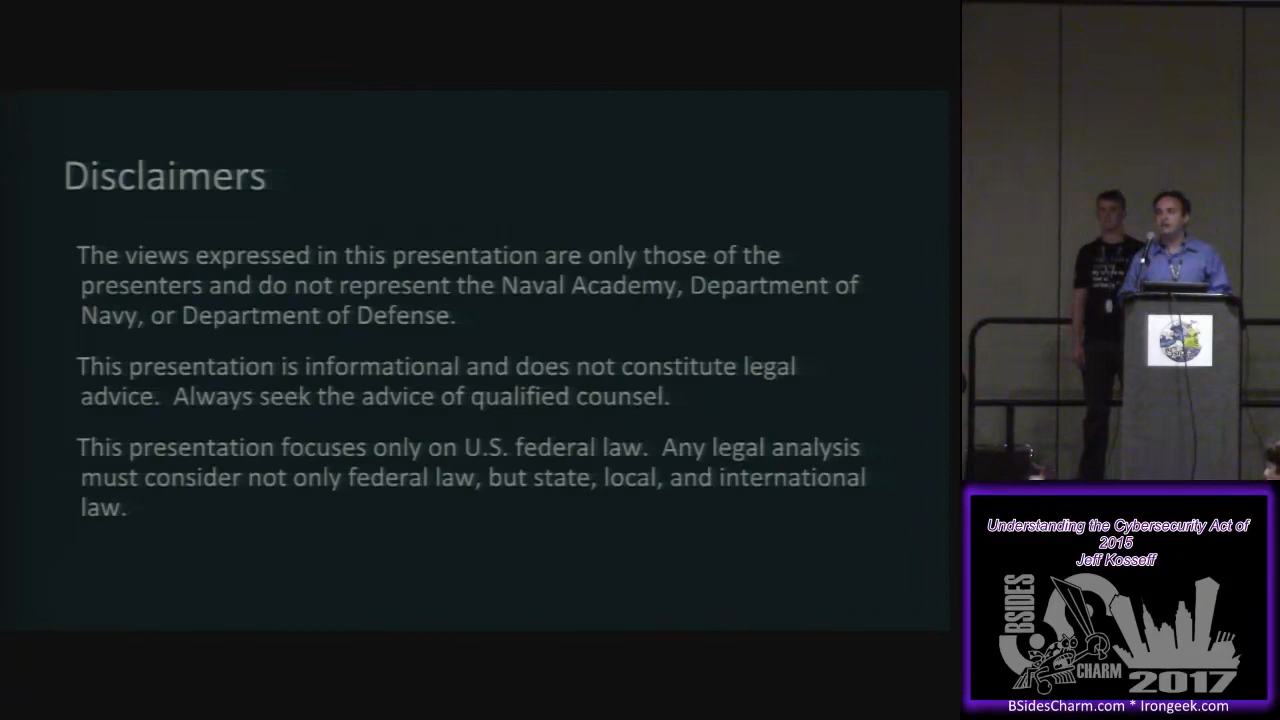 Disclaimers
The views expressed in this presentation are only those of the
presenters and do not represent the Naval Academy, Department of
Navy, or Department of Defense.
This presentation is informational and does not constitute legal
advice.  Always seek the advice of qualified counsel.
This presentation focuses only on U.S. federal law.  Any legal analysis
must consider not only federal law, but state, local, and international
law.
Understanding the Cybersecurity Act of
2015
Jeff Kosseff
BSIDES
CHARM
2017
BSidesCharm.com * Irongeek.com